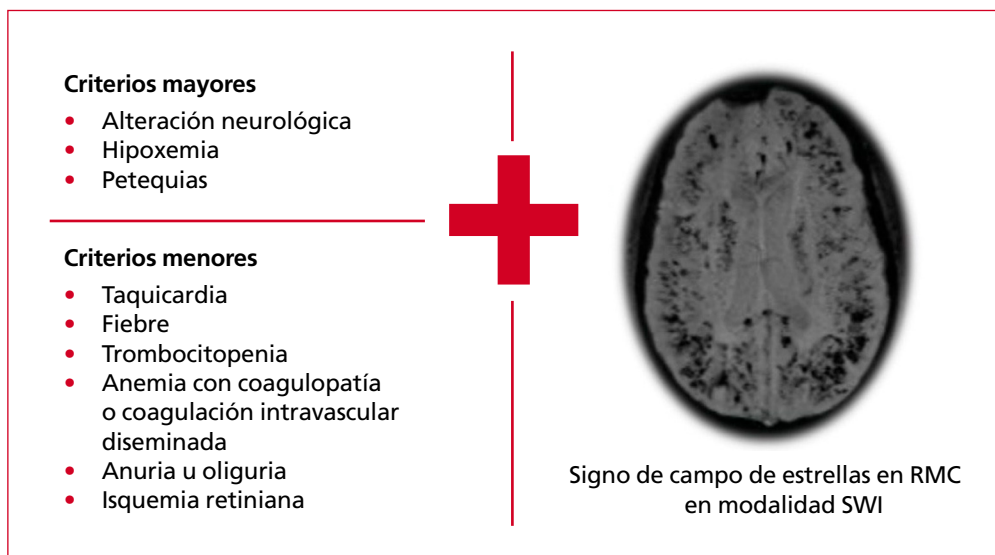 Criterios mayores
• Alteración neurológica
• Hipoxemia
• Petequias
Criterios menores
• Taquicardia
• Fiebre
• Trombocitopenia
• Anemia con coagulopatía
o coagulación intravascular
diseminada
• Anuria u oliguria
• Isquemia retiniana
Signo de campo de estrellas en RMC
en modalidad SWI